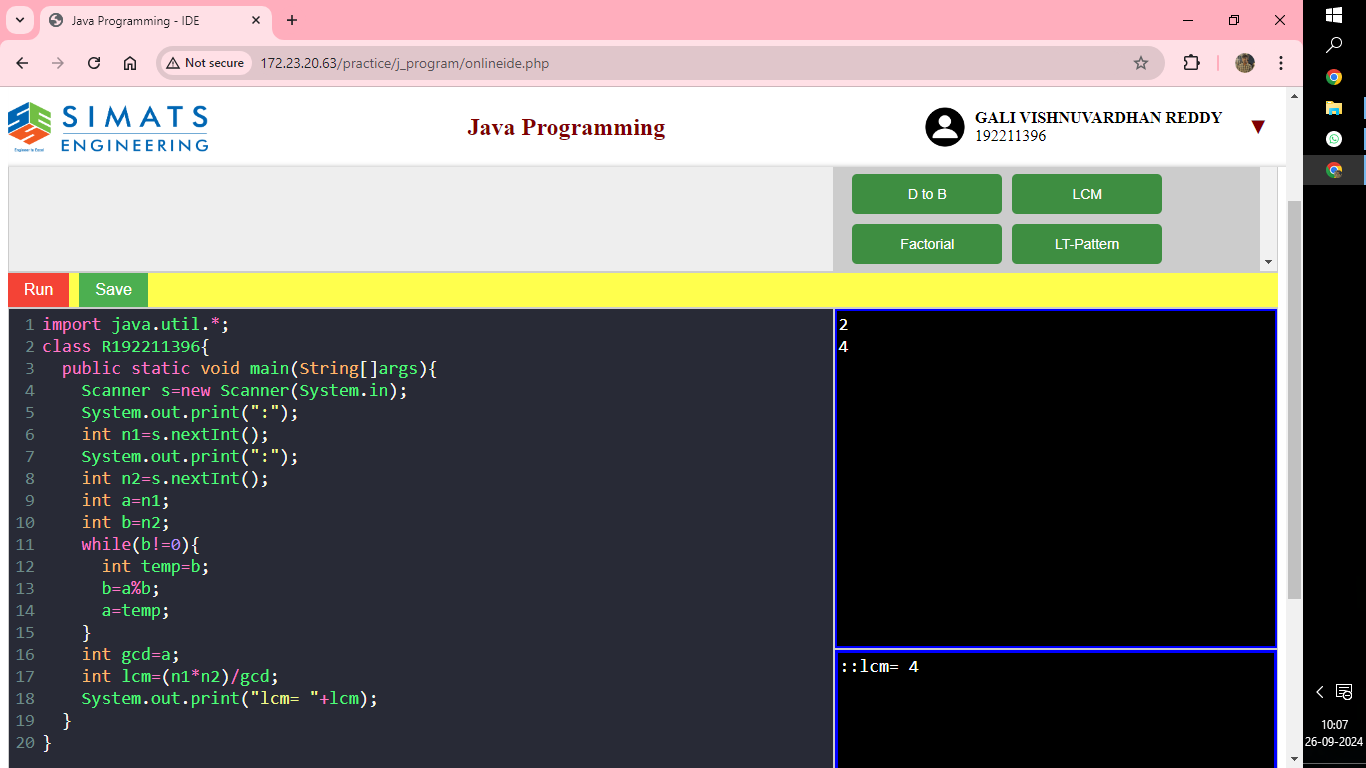 Java Programming - IDE
Not secure
172.23.20.63/practice/j_program/onlineide.php
SIMATS
ENGINEERING
Engineer to Excel
Java Programming
GALI VISHNUVARDHAN REDDY
192211396
D to B
LCM
Factorial
LT-Pattern
Run
Save
1 import java.util.*;
2 class R192211396{
3   public static void main(String[]args){
4     Scanner s=new Scanner(System.in);
5     System.out.print(":");
6     int n1=s.nextInt();
7     System.out.print(":");
8     int n2=s.nextInt();
9     int a=n1;
10     int b=n2;
11     while(b!=0){
12       int temp=b;
13       b=a%b;
14       a=temp;
15     }
16     int gcd=a;
17     int lcm=(n1*n2)/gcd;
18     System.out.print("lcm= "+lcm);
19   }
20 }
2
4
::lcm= 4
10:07
26-09-2024